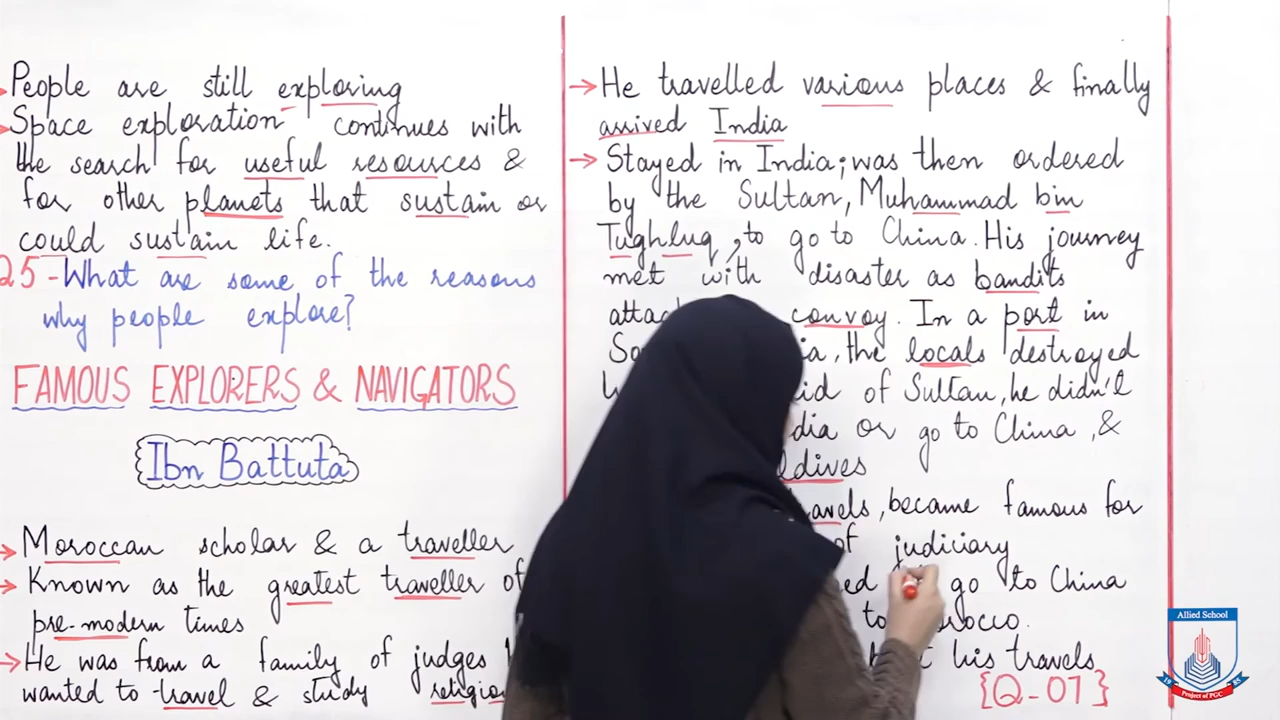 People are still exploring
Space exploration continues with
the search for useful resources &
for other planets that sustain or
could sustain life.
25-What are some of the reasons
why people explore?
FAMOUS EXPLORERS & NAVIGATORS
Ibn Battuta
Moroccan scholar & a traveller
Known as the greatest traveller of
pre-modern times
He was from a family of judges
wanted to travel & study
He travelled various places & finally
arrived India
Stayed in India; was then ordered
by the Sultan, Muhammad bin
Tughluq, to go to China. His journey
met with disaster as bandits
convoy. In a port in
the locals destroyed
of Sultan, he didn't
or go to China, &
became famous for
of judiciary
go to China
to
his travels
[Q-07]
Allied School
1985
Project of PGC